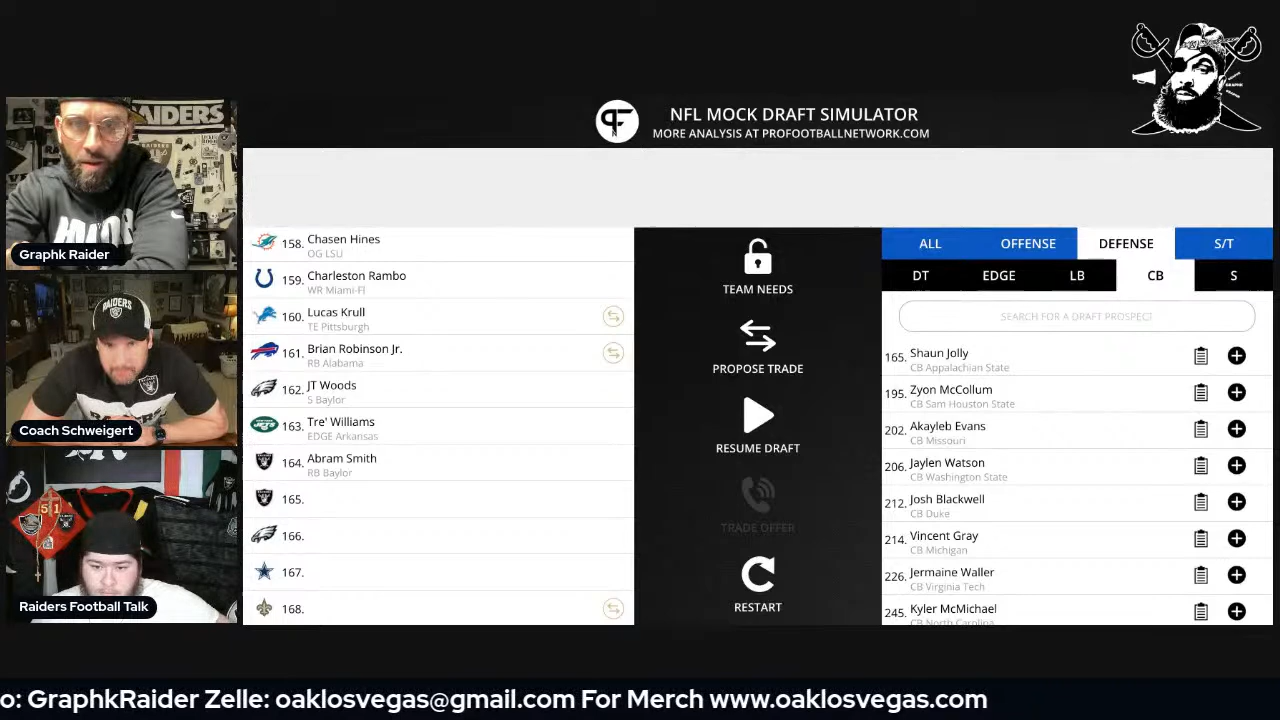 NFL MOCK DRAFT SIMULATOR
MORE ANALYSIS AT PROFOOTBALLNETWORK.COM
RAIDERS
Graphk Raider
RAIDERS
Coach Schweigert
51
Raiders Football Talk
158. Chasen Hines
OG LSU
159. Charleston Rambo
WR Miami-Fl
160. Lucas Krull
TE Pittsburgh
161. Brian Robinson Jr.
RB Alabama
162. JT Woods
S Baylor
163. Tre' Williams
EDGE Arkansas
164. Abram Smith
RB Baylor
165.
166.
167.
168.
TEAM NEEDS
PROPOSE TRADE
RESUME DRAFT
TRADE OFFER
RESTART
ALL OFFENSE DEFENSE S/T
DT EDGE LB CB S
SEARCH FOR A DRAFT PROSPECT
165. Shaun Jolly
CB Appalachian State
195. Zyon McCollum
CB Sam Houston State
202. Akayleb Evans
CB Missouri
206. Jaylen Watson
CB Washington State
212. Josh Blackwell
CB Duke
214. Vincent Gray
CB Michigan
226. Jermaine Waller
CB Virginia Tech
245. Kyler McMichael
CB North Carolina
o: GraphkRaider Zelle: oaklosvegas@gmail.com For Merch www.oaklosvegas.com